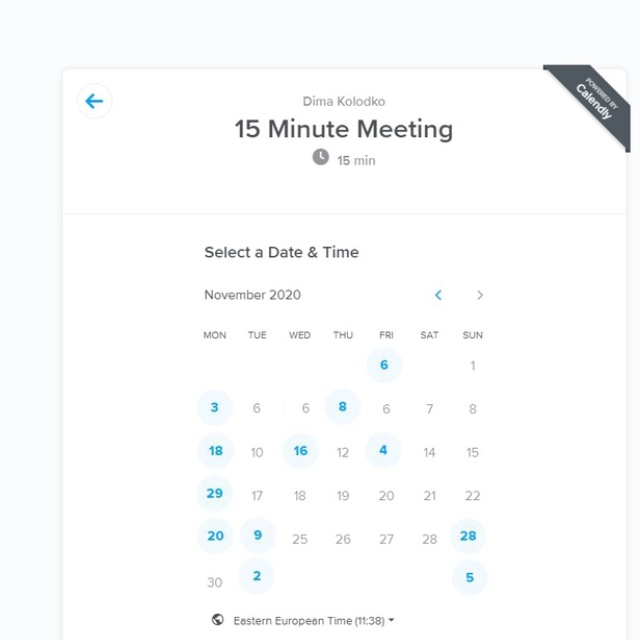 POWERED BY
Calendly
Dima Kolodko
15 Minute Meeting
15 min
Select a Date & Time
November 2020
MON TUE WED THU FRI SAT SUN
6 1
3 6 6 8 6 7 8
18 10 16 12 4 14 15
29 17 18 19 20 21 22
20 9 25 26 27 28 28
30 2 5
Eastern European Time (11:38)